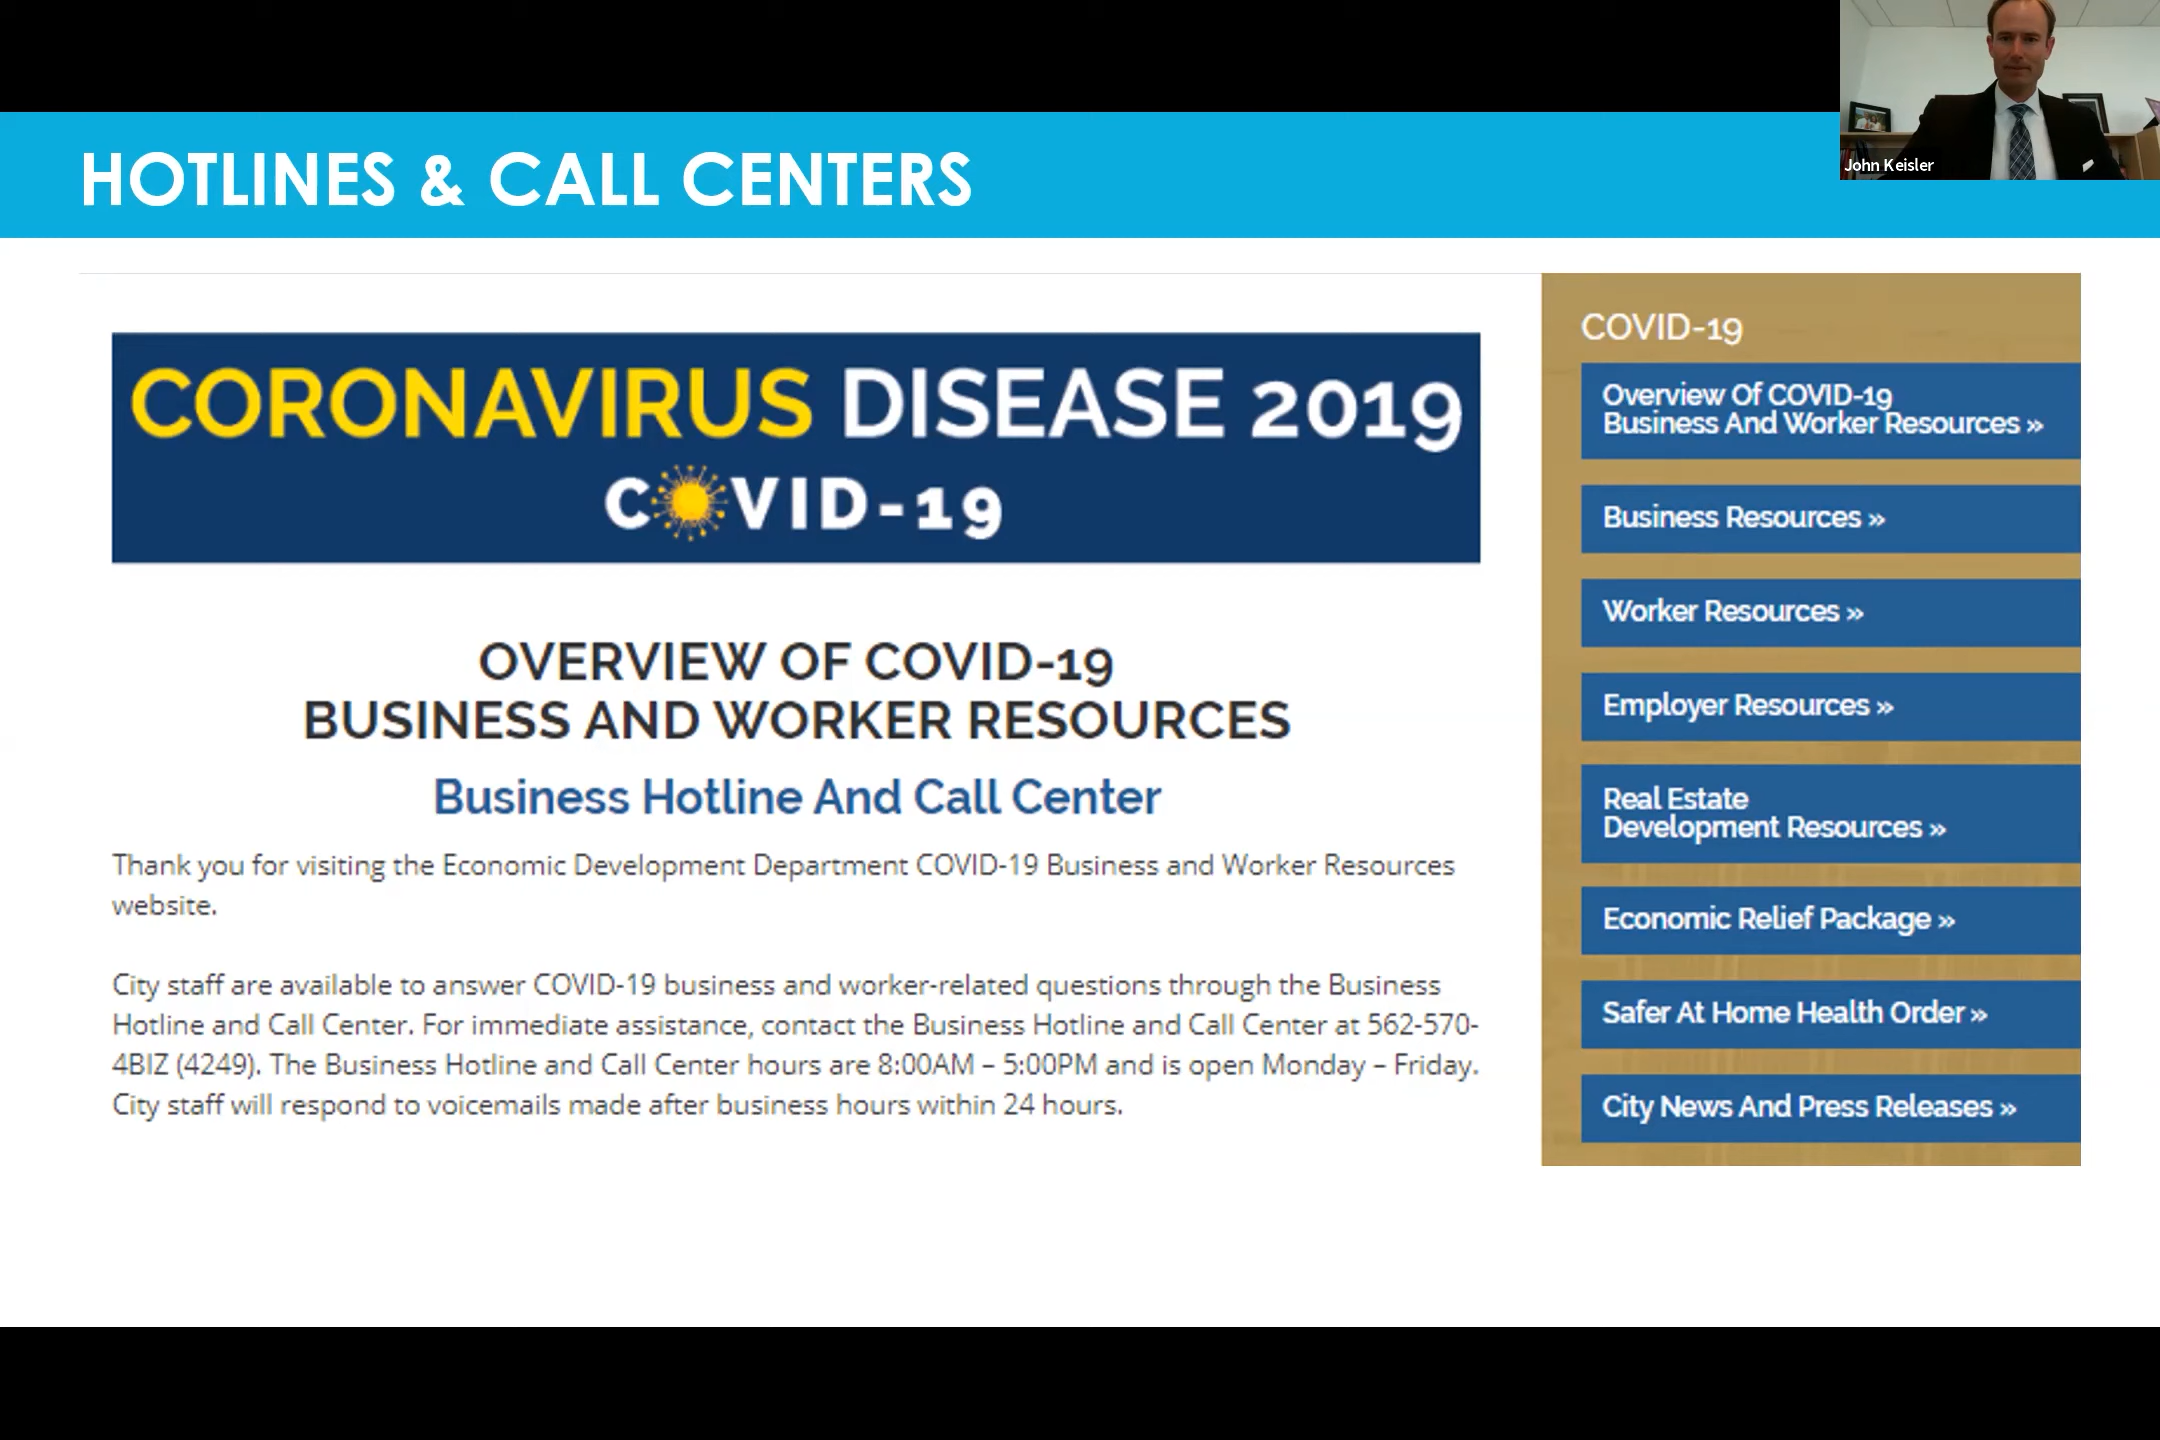 John Keisler
HOTLINES & CALL CENTERS
CORONAVIRUS DISEASE 2019
COVID-19
OVERVIEW OF COVID-19
BUSINESS AND WORKER RESOURCES
Business Hotline And Call Center
Thank you for visiting the Economic Development Department COVID-19 Business and Worker Resources
website.
City staff are available to answer COVID-19 business and worker-related questions through the Business
Hotline and Call Center. For immediate assistance, contact the Business Hotline and Call Center at 562-570-
4BIZ (4249). The Business Hotline and Call Center hours are 8:00AM – 5:00PM and is open Monday – Friday.
City staff will respond to voicemails made after business hours within 24 hours.
COVID-19
Overview Of COVID-19
Business And Worker Resources »
Business Resources »
Worker Resources »
Employer Resources »
Real Estate
Development Resources »
Economic Relief Package »
Safer At Home Health Order »
City News And Press Releases »